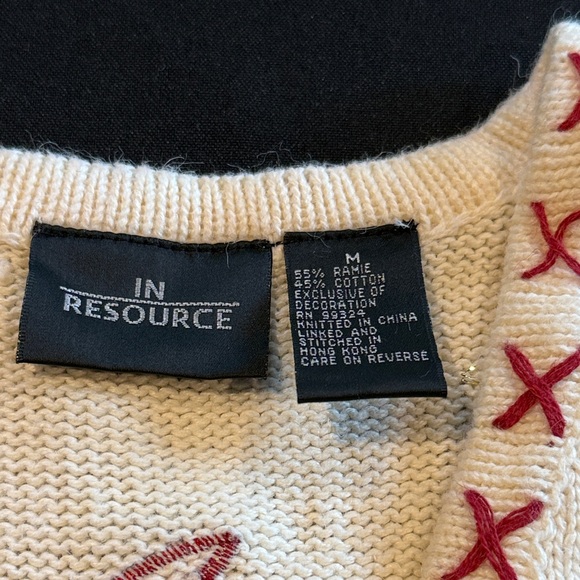 IN
RESOURCE
M
55% RAMIE
45% COTTON
EXCLUSIVE OF
DECORATION
RN 99324
KNITTED IN CHINA
LINKED AND
STITCHED IN
HONG KONG
CARE ON REVERSE